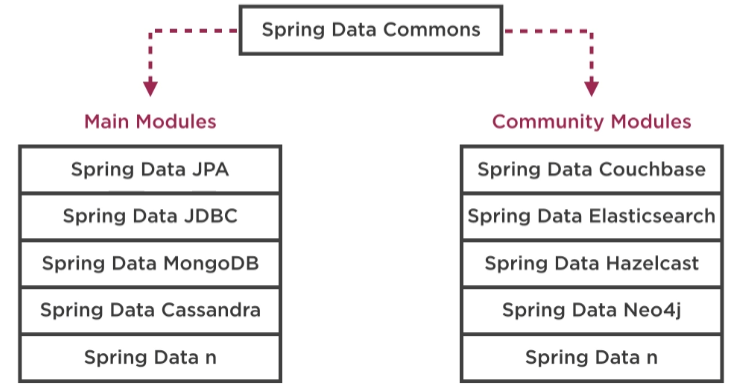 Spring Data Commons
Main Modules
Spring Data JPA
Spring Data JDBC
Spring Data MongoDB
Spring Data Cassandra
Spring Data n
Community Modules
Spring Data Couchbase
Spring Data Elasticsearch
Spring Data Hazelcast
Spring Data Neo4j
Spring Data n